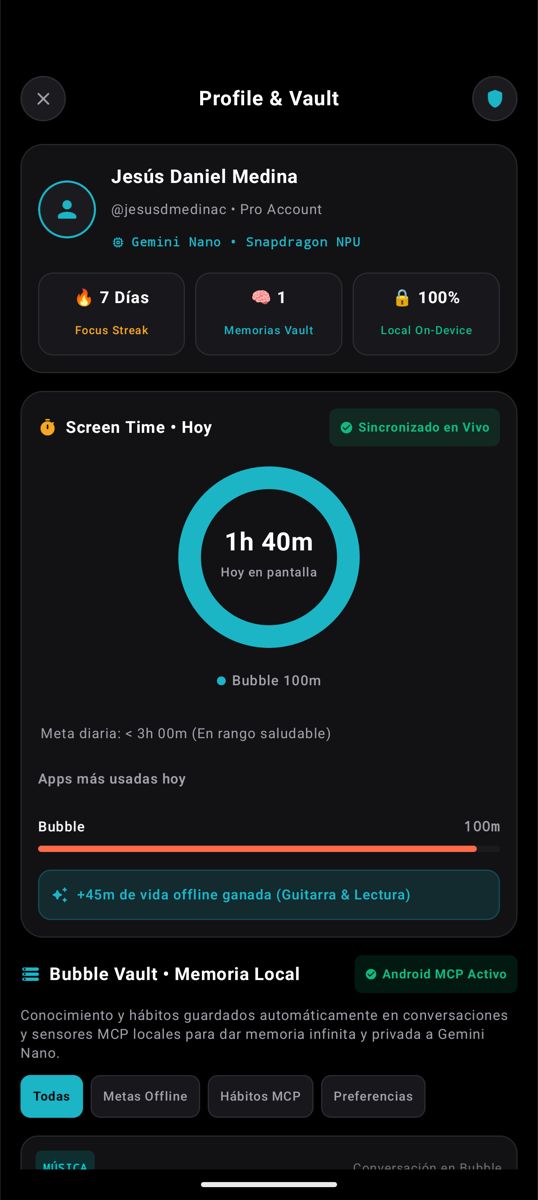 Profile & Vault
Jesús Daniel Medina
@jesusdmedinac • Pro Account
Gemini Nano • Snapdragon NPU
🔥 7 Días
Focus Streak
🧠 1
Memorias Vault
🔒 100%
Local On-Device
Screen Time • Hoy
Sincronizado en Vivo
1h 40m
Hoy en pantalla
Bubble 100m
Meta diaria: < 3h 00m (En rango saludable)
Apps más usadas hoy
Bubble
100m
+45m de vida offline ganada (Guitarra & Lectura)
Bubble Vault • Memoria Local
Android MCP Activo
Conocimiento y hábitos guardados automáticamente en conversaciones
y sensores MCP locales para dar memoria infinita y privada a Gemini
Nano.
Todas
Metas Offline
Hábitos MCP
Preferencias
MÚSICA
Conversación en Bubble